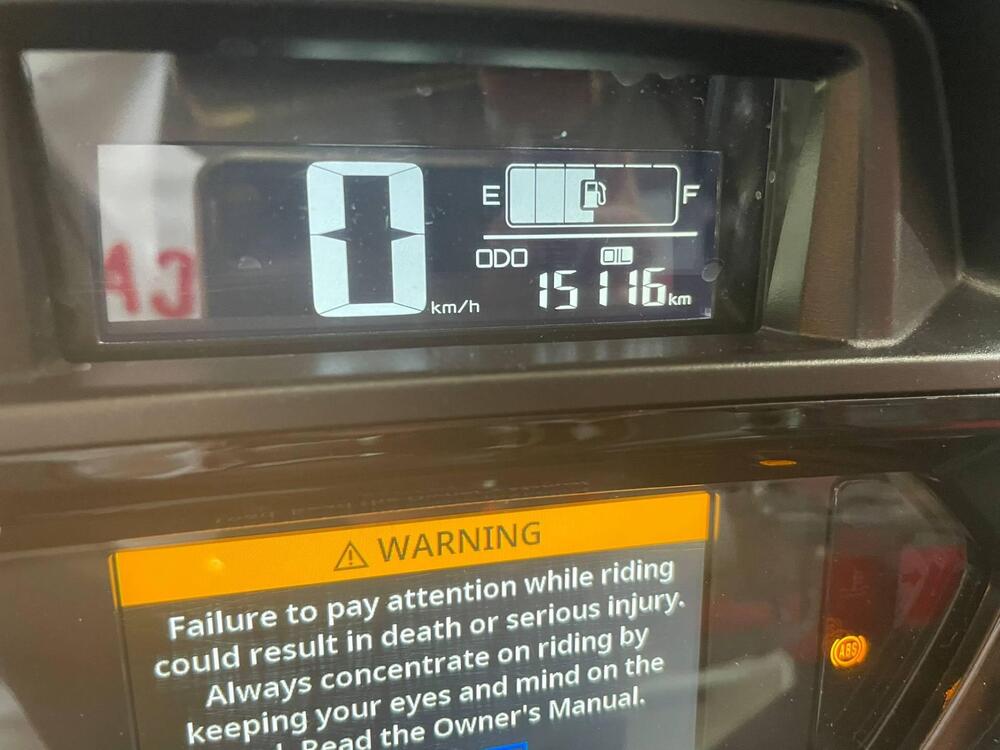 0 km/h
E F
ODO OIL
15116 km
WARNING
Failure to pay attention while riding
could result in death or serious injury.
Always concentrate on riding by
keeping your eyes and mind on the
Read the Owner's Manual.
ABS